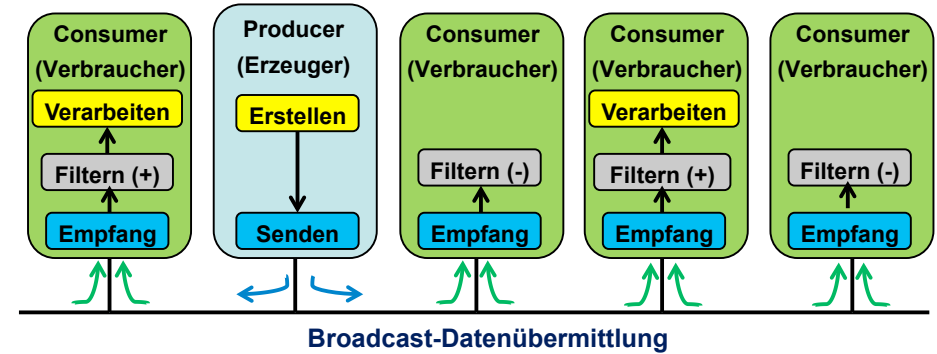 Consumer
(Verbraucher)
Verarbeiten
Filtern (+)
Empfang
Producer
(Erzeuger)
Erstellen
Senden
Consumer
(Verbraucher)
Filtern (-)
Empfang
Consumer
(Verbraucher)
Verarbeiten
Filtern (+)
Empfang
Consumer
(Verbraucher)
Filtern (-)
Empfang
Broadcast-Datenübermittlung